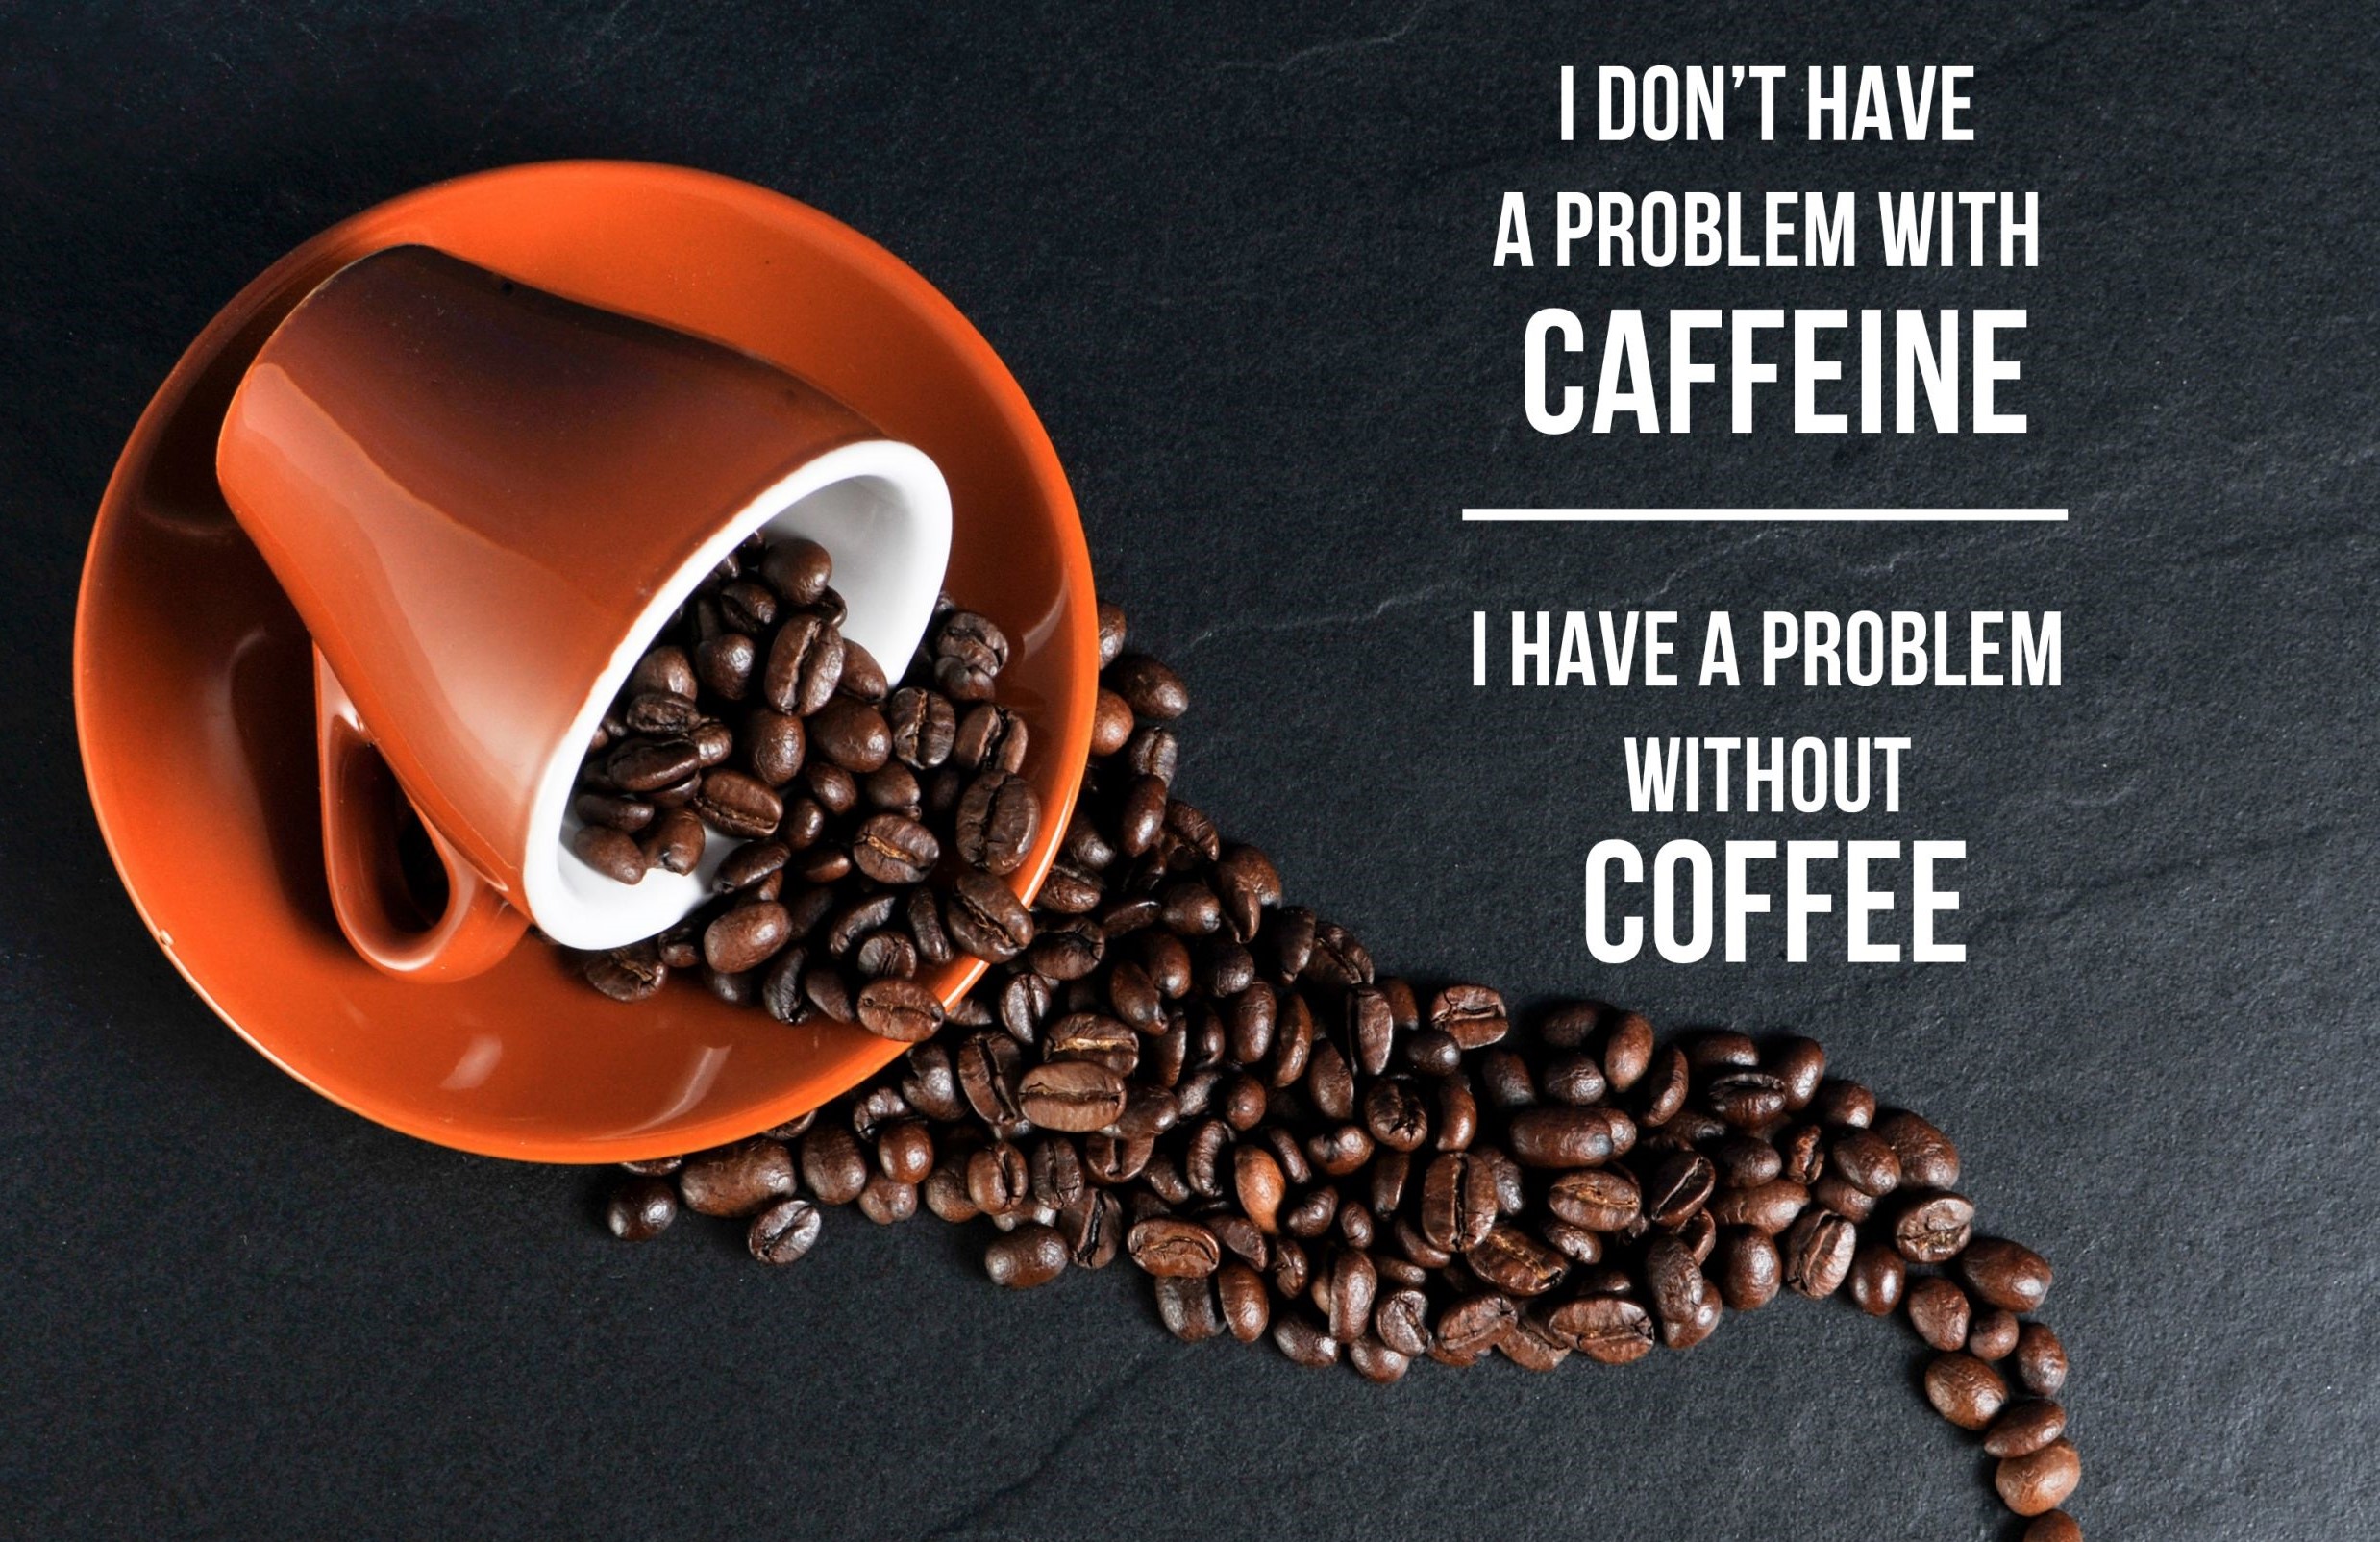 I DON’T HAVE
A PROBLEM WITH
CAFFEINE
I HAVE A PROBLEM
WITHOUT
COFFEE